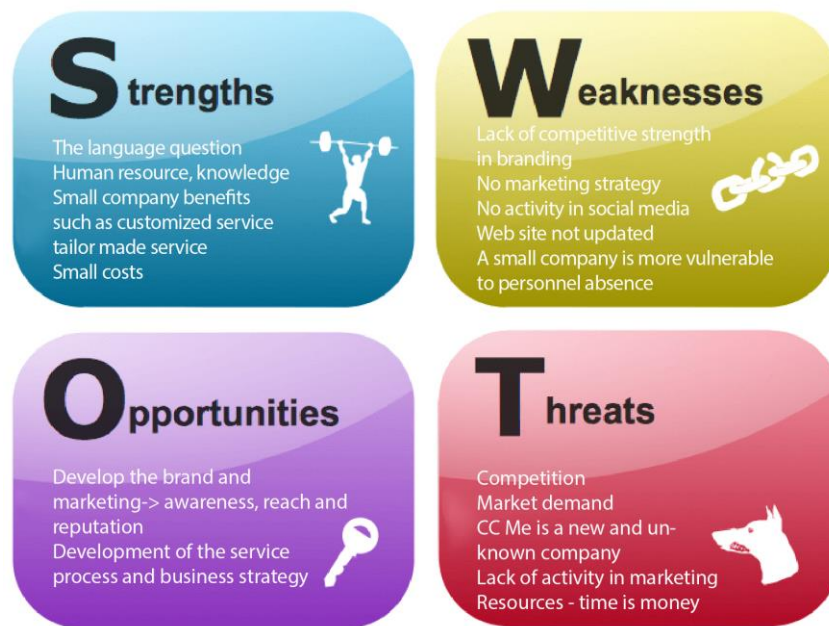 Strengths
The language question
Human resource, knowledge
Small company benefits
such as customized service
tailor made service
Small costs
Weaknesses
Lack of competitive strength
in branding
No marketing strategy
No activity in social media
Web site not updated
A small company is more vulnerable
to personnel absence
Opportunities
Develop the brand and
marketing-> awareness, reach and
reputation
Development of the service
process and business strategy
Threats
Competition
Market demand
CC Me is a new and un-
known company
Lack of activity in marketing
Resources - time is money